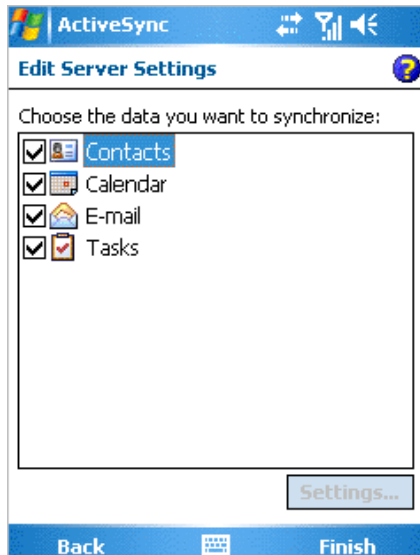 ActiveSync
Edit Server Settings
Choose the data you want to synchronize:
Contacts
Calendar
E-mail
Tasks
Settings...
Back Finish